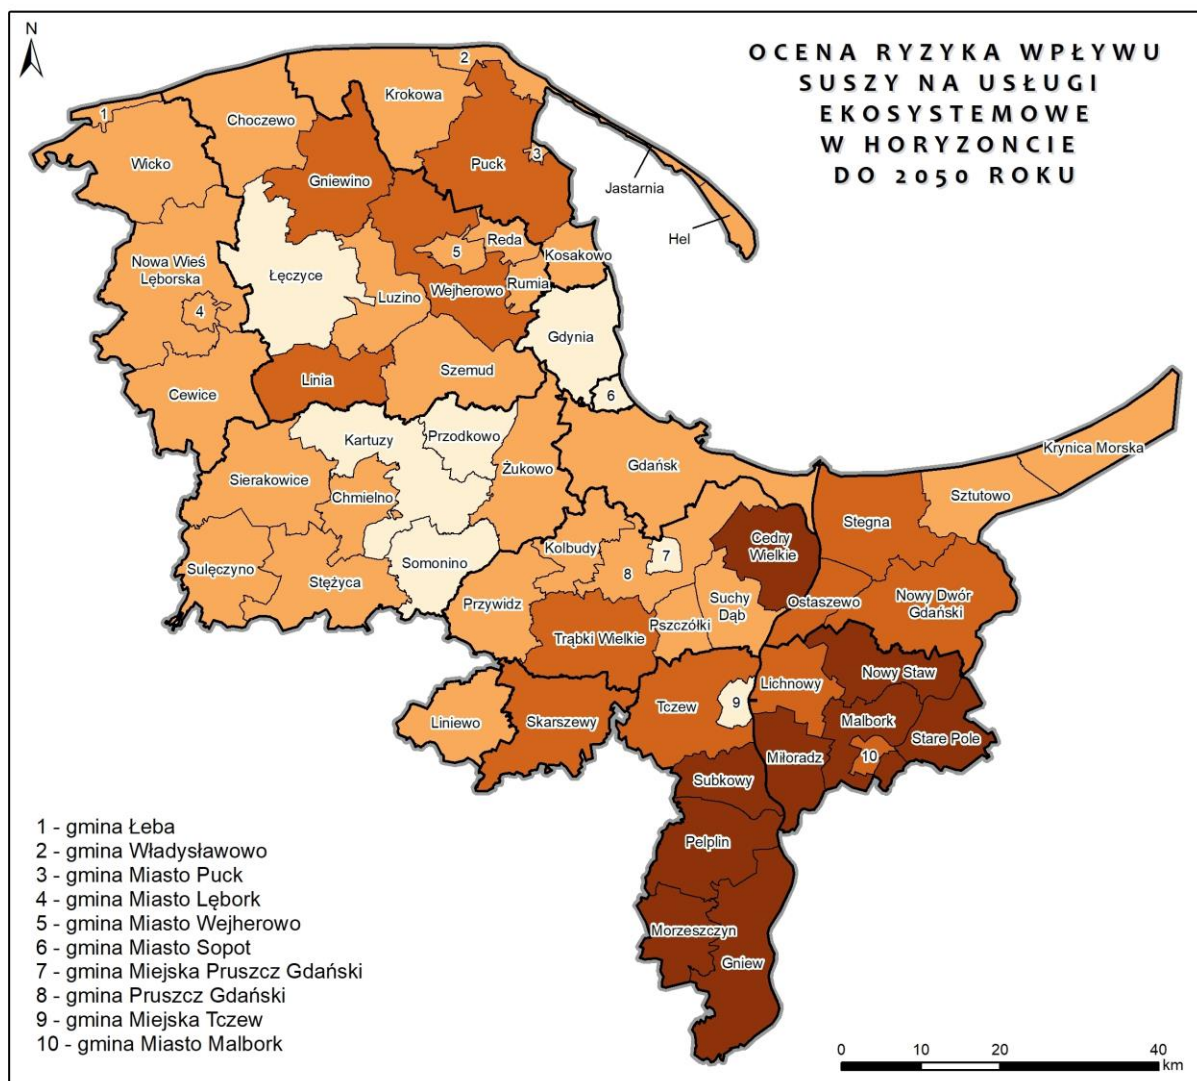 N
OCENA RYZYKA WPŁYWU
SUSZY NA USŁUGI
EKOSYSTEMOWE
W HORYZONCIE
DO 2050 ROKU
1
2
Krokowa
Choczewo
Wicko
Puck
3
Gniewino
Jastarnia
Hel
Reda
5
Kosakowo
Nowa Wieś
Lęborska
Łęczyce
Rumia
Wejherowo
Luzino
4
Gdynia
Szemud
Linia
Cewice
6
Kartuzy
Przodkowo
Krynica Morska
Gdańsk
Żukowo
Sierakowice
Chmielno
Sztutowo
Stegna
Cedry
Wielkie
Kolbudy
7
Somonino
Sulęczyno
Stężyca
8
Przywidz
Suchy
Dąb
Ostaszewo
Nowy Dwór
Gdański
Pszczółki
Trąbki Wielkie
Nowy Staw
Lichnowy
9
Tczew
Liniewo
Skarszewy
Malbork
Stare Pole
Miłoradz
10
Subkowy
Pelplin
Morzeszczyn
Gniew
1 - gmina Łeba
2 - gmina Władysławowo
3 - gmina Miasto Puck
4 - gmina Miasto Lębork
5 - gmina Miasto Wejherowo
6 - gmina Miasto Sopot
7 - gmina Miejska Pruszcz Gdański
8 - gmina Pruszcz Gdański
9 - gmina Miejska Tczew
10 - gmina Miasto Malbork
0 10 20 40
km